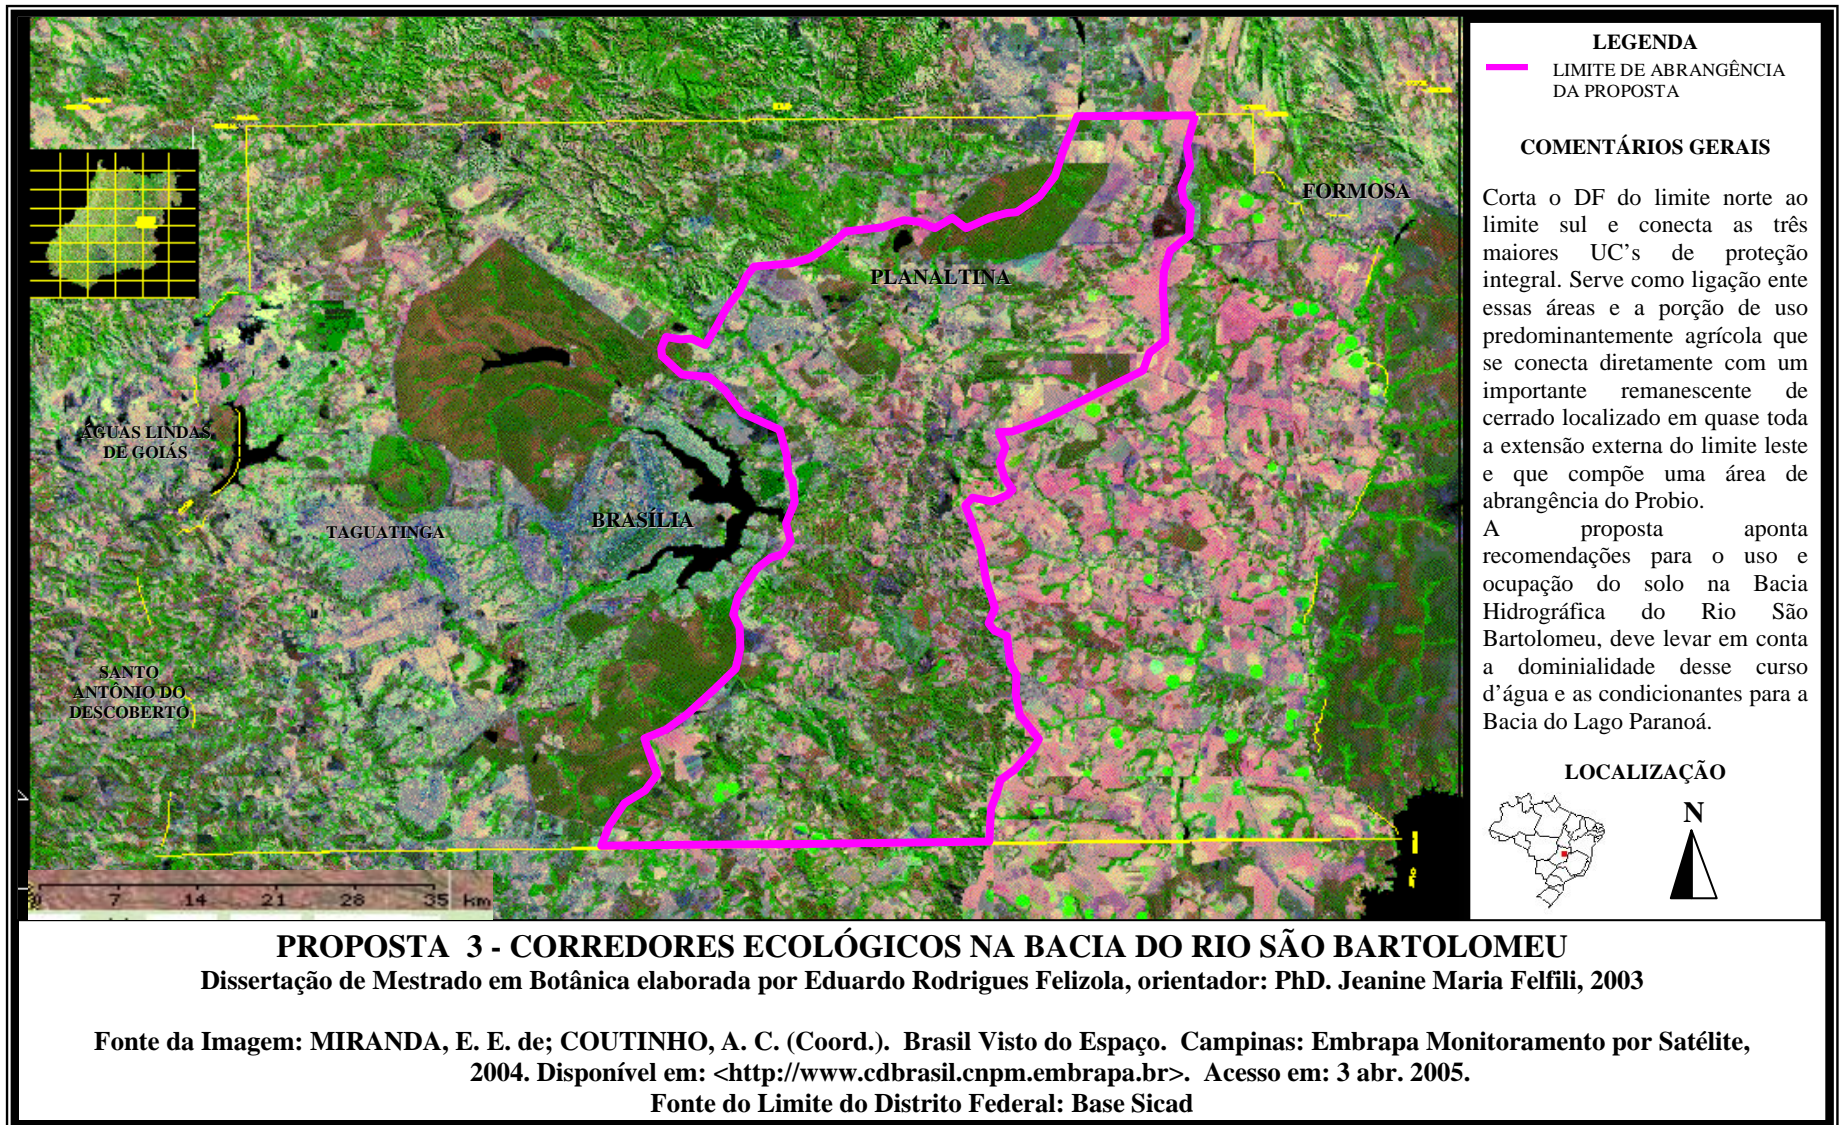 LEGENDA
LIMITE DE ABRANGÊNCIA
DA PROPOSTA
COMENTÁRIOS GERAIS
Corta o DF do limite norte ao
limite sul e conecta as três
maiores UC's de proteção
integral. Serve como ligação ente
essas áreas e a porção de uso
predominantemente agrícola que
se conecta diretamente com um
importante remanescente de
cerrado localizado em quase toda
a extensão externa do limite leste
e que compõe uma área de
abrangência do Probio.
A proposta aponta
recomendações para o uso e
ocupação do solo na Bacia
Hidrográfica do Rio São
Bartolomeu, deve levar em conta
a dominialidade desse curso
d'água e as condicionantes para a
Bacia do Lago Paranoá.
LOCALIZAÇÃO
N
FORMOSA
PLANALTINA
ÁGUAS LINDAS
DE GOIÁS
BRASÍLIA
TAGUATINGA
SANTO
ANTÔNIO DO
DESCOBERTO
0 7 14 21 28 35 km
PROPOSTA 3 - CORREDORES ECOLÓGICOS NA BACIA DO RIO SÃO BARTOLOMEU
Dissertação de Mestrado em Botânica elaborada por Eduardo Rodrigues Felizola, orientador: PhD. Jeanine Maria Felfili, 2003
Fonte da Imagem: MIRANDA, E. E. de; COUTINHO, A. C. (Coord.). Brasil Visto do Espaço. Campinas: Embrapa Monitoramento por Satélite,
2004. Disponível em: <http://www.cdbrasil.cnpm.embrapa.br>. Acesso em: 3 abr. 2005.
Fonte do Limite do Distrito Federal: Base Sicad